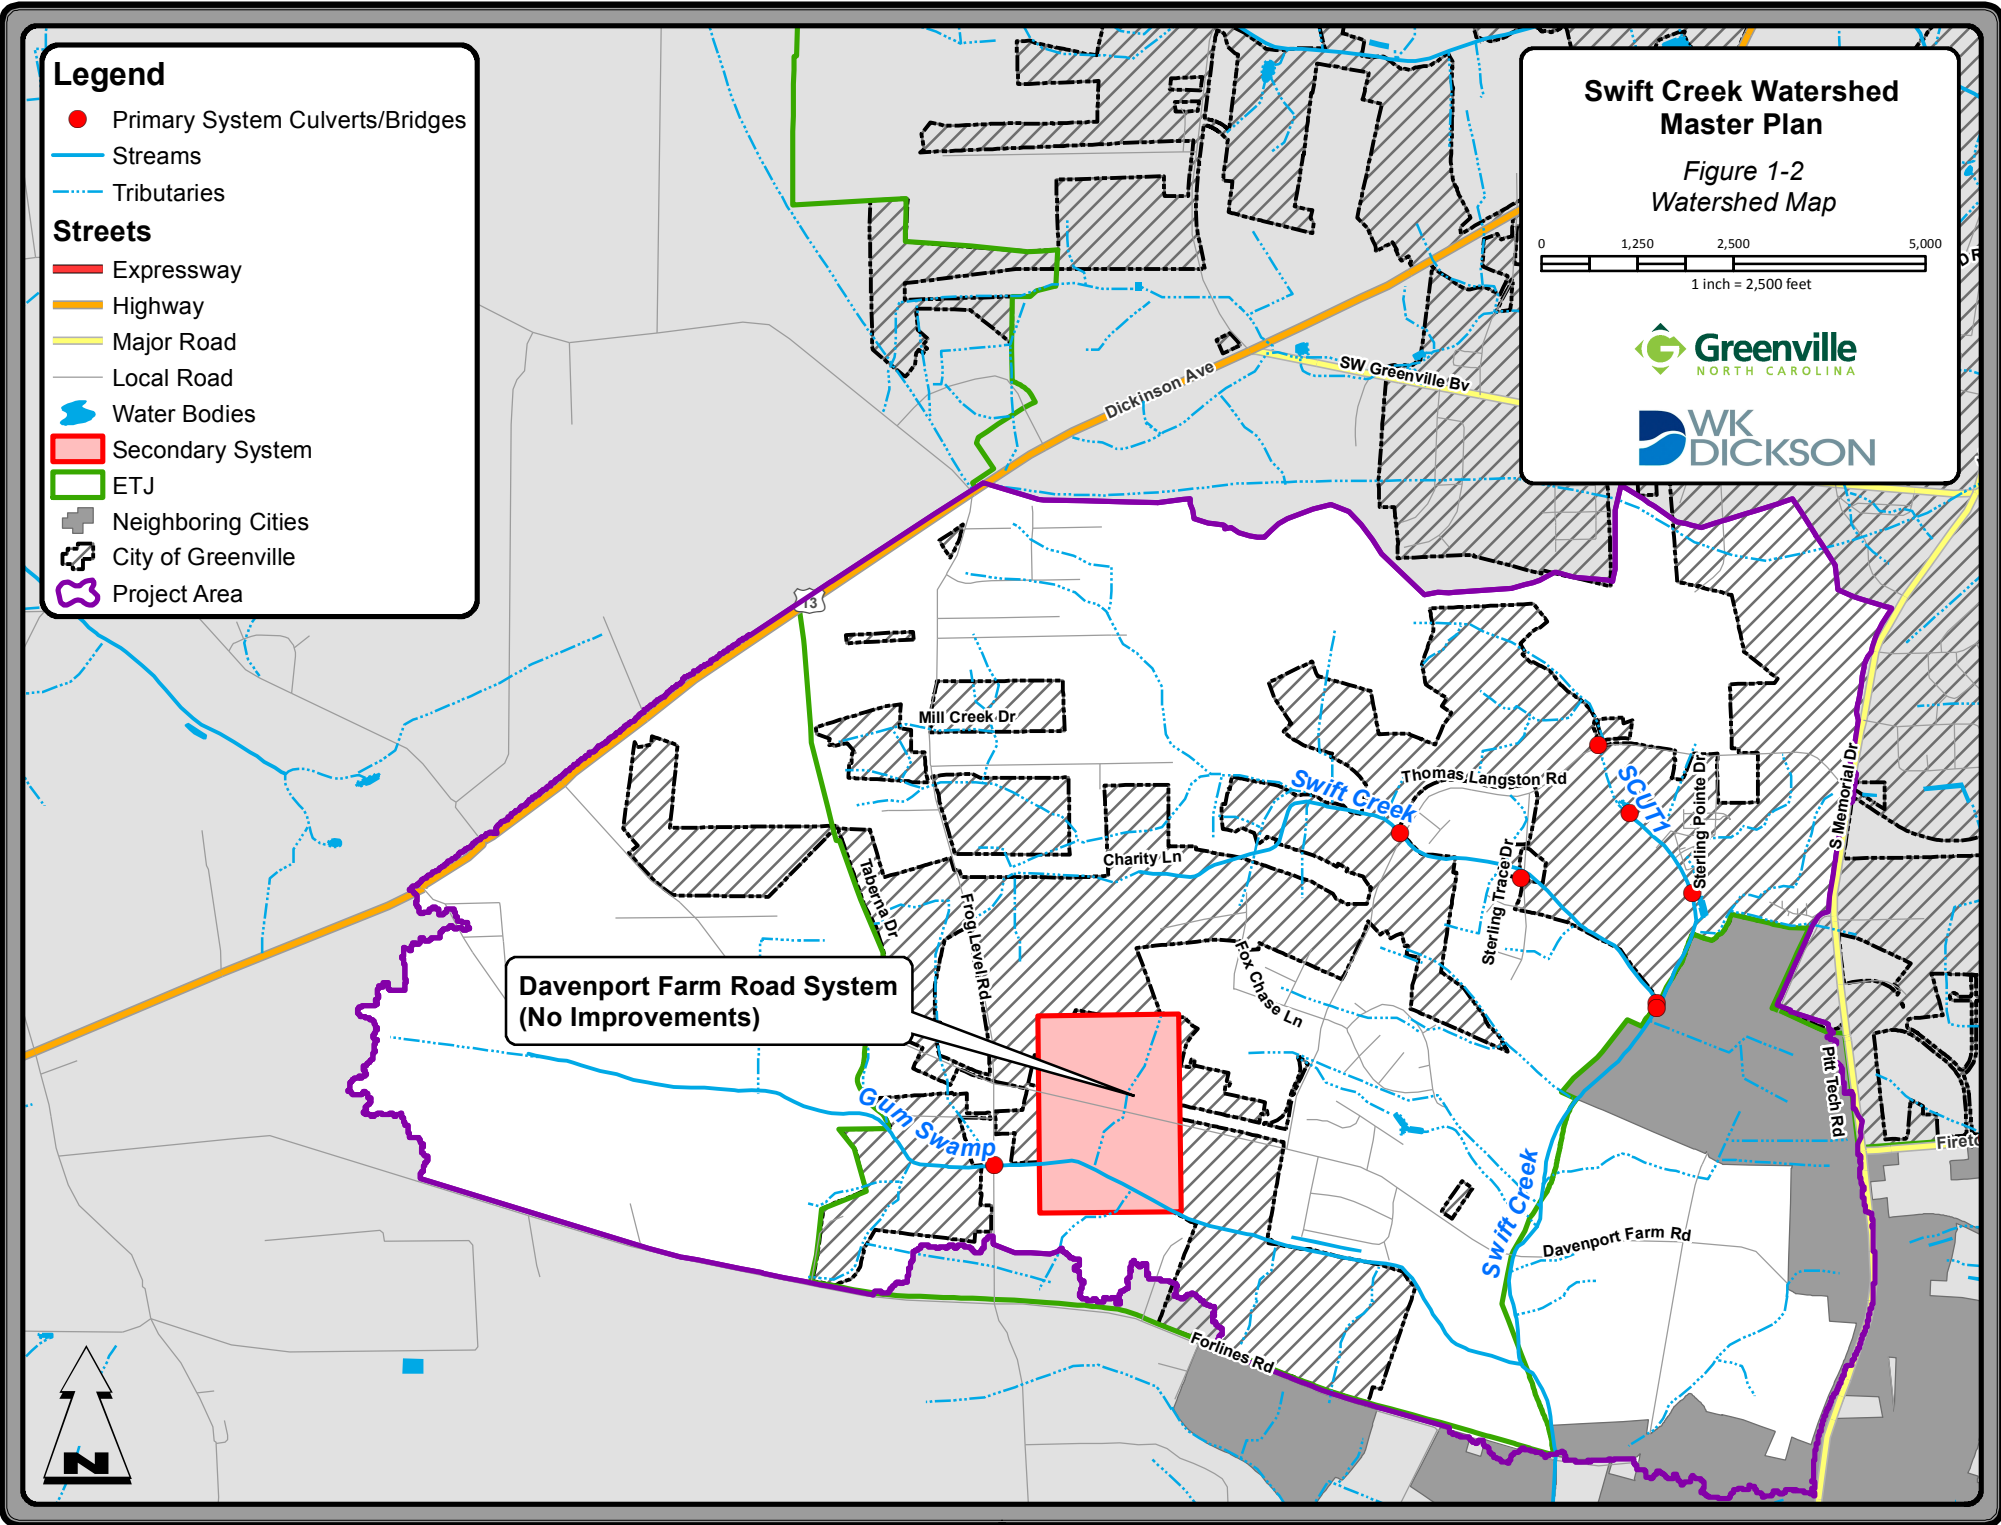 Legend
Primary System Culverts/Bridges
Streams
Tributaries
Streets
Expressway
Highway
Major Road
Local Road
Water Bodies
Secondary System
ETJ
Neighboring Cities
City of Greenville
Project Area
Swift Creek Watershed
Master Plan
Figure 1-2
Watershed Map
0 1,250 2,500 5,000
1 inch = 2,500 feet
G Greenville
NORTH CAROLINA
WK
DICKSON
SW Greenville Bv
Dickinson Ave
13
Mill Creek Dr
Thomas Langston Rd
Swift Creek
SCUT1
Sterling Pointe Dr
S Memorial Dr
Charity Ln
Sterling Trace Dr
Taberna Dr
Frog Level Rd
Fox Chase Ln
Davenport Farm Road System
(No Improvements)
Pitt Tech Rd
Gum Swamp
Swift Creek
Davenport Farm Rd
Forlines Rd
N